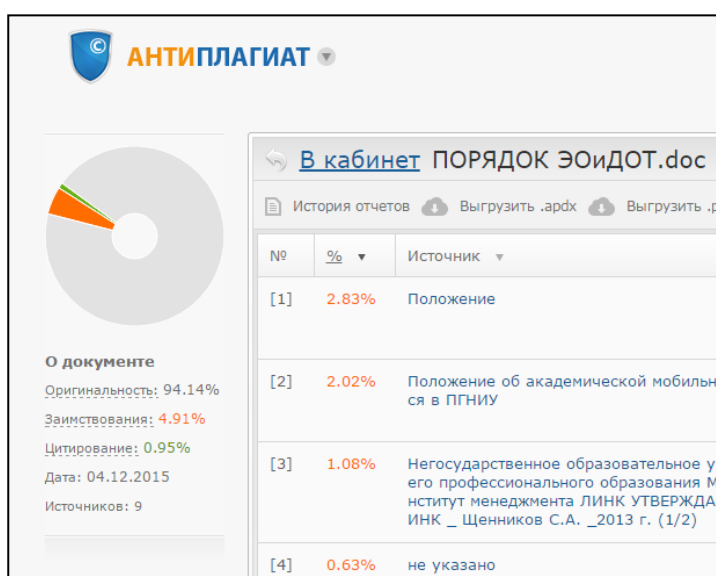 ©
АНТИПЛАГИАТ
В кабинет ПОРЯДОК ЭОиДОТ.doc
История отчетов Выгрузить .apdx Выгрузить
№ % Источник
[1] 2.83% Положение
[2] 2.02% Положение об академической
ся в ПГНИУ
[3] 1.08% Негосударственное образовательное
его профессионального образования
нститут менеджмента ЛИНК
ИНК _ Щенников С.А. _2013 г. (1/2)
[4] 0.63% не указано
О документе
Оригинальность: 94.14%
Заимствования: 4.91%
Цитирование: 0.95%
Дата: 04.12.2015
Источников: 9